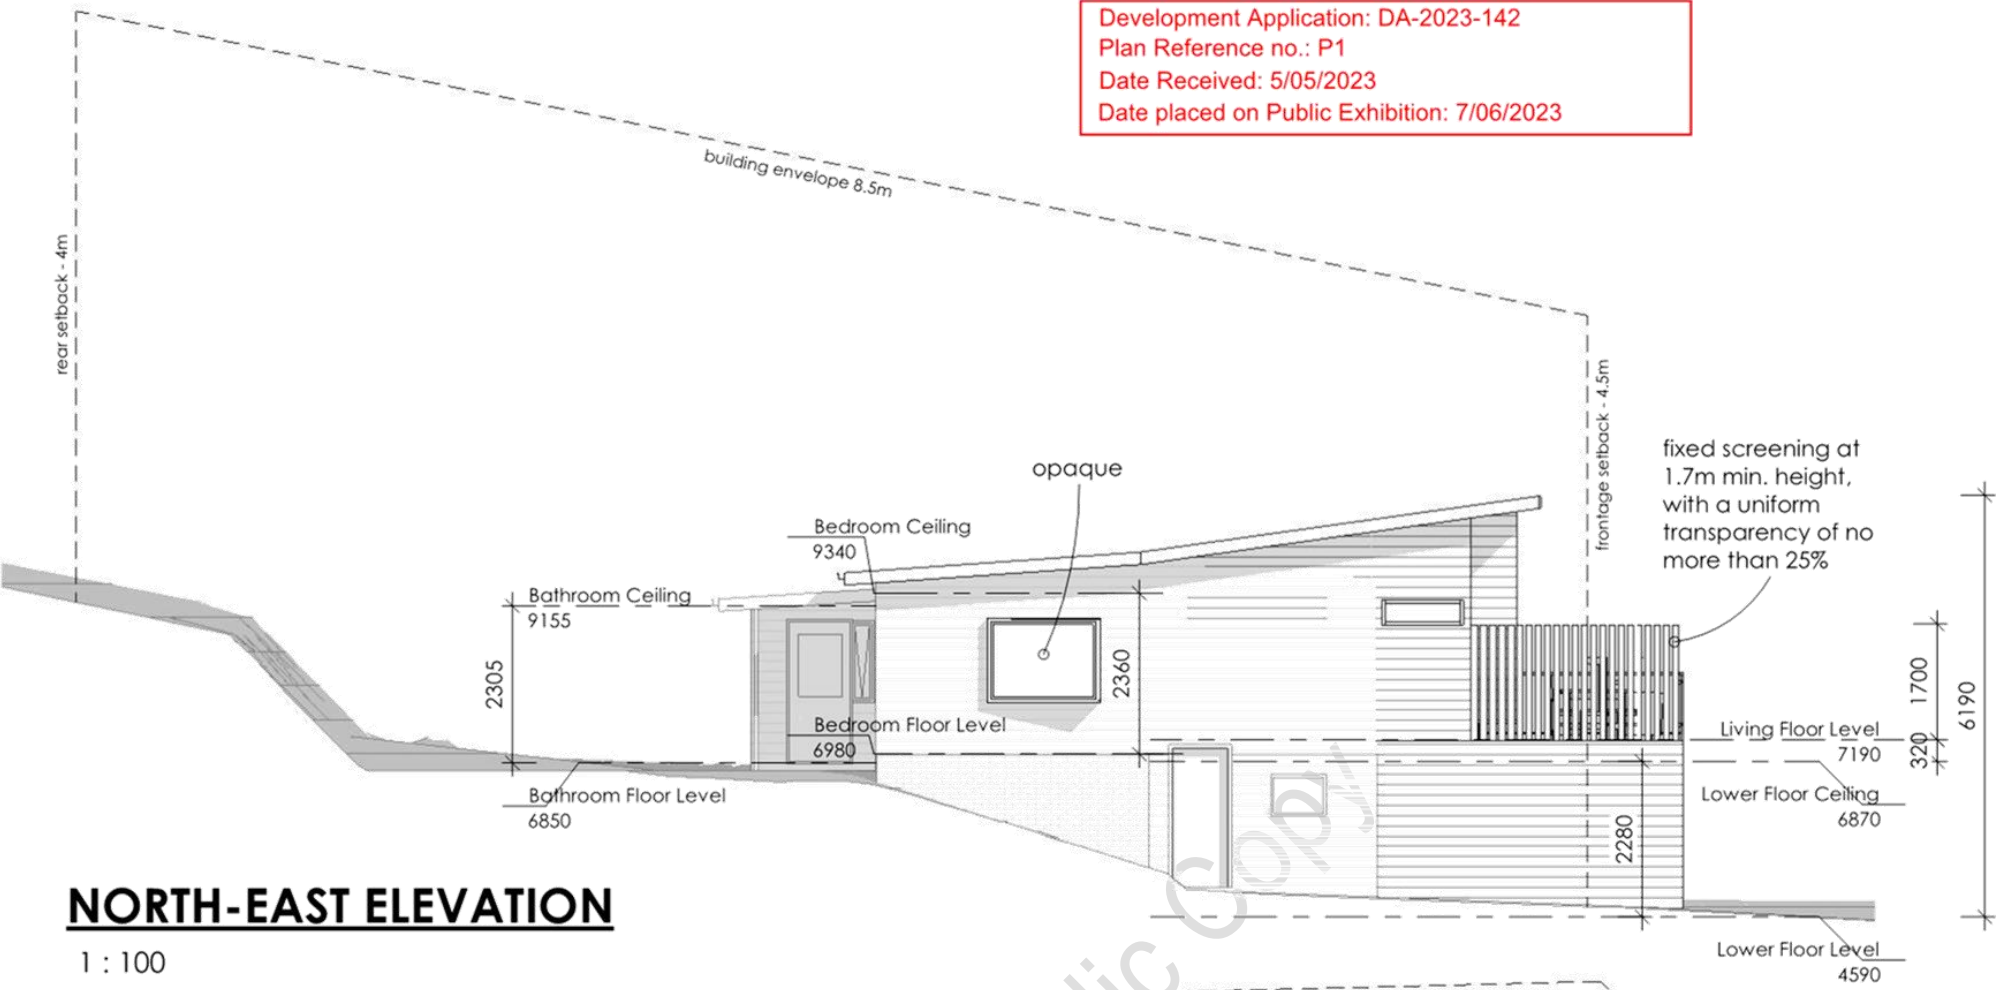 Development Application: DA-2023-142
Plan Reference no.: P1
Date Received: 5/05/2023
Date placed on Public Exhibition: 7/06/2023
building envelope 8.5m
rear setback - 4m
frontage setback - 4.5m
fixed screening at
1.7m min. height,
with a uniform
transparency of no
more than 25%
opaque
Bedroom Ceiling
9340
Bathroom Ceiling
9155
2305
2360
1700
6190
Bedroom Floor Level
6980
Living Floor Level
7190
320
Bathroom Floor Level
6850
Lower Floor Ceiling
6870
2280
NORTH-EAST ELEVATION
1 : 100
Lower Floor Level
4590
lic Copy